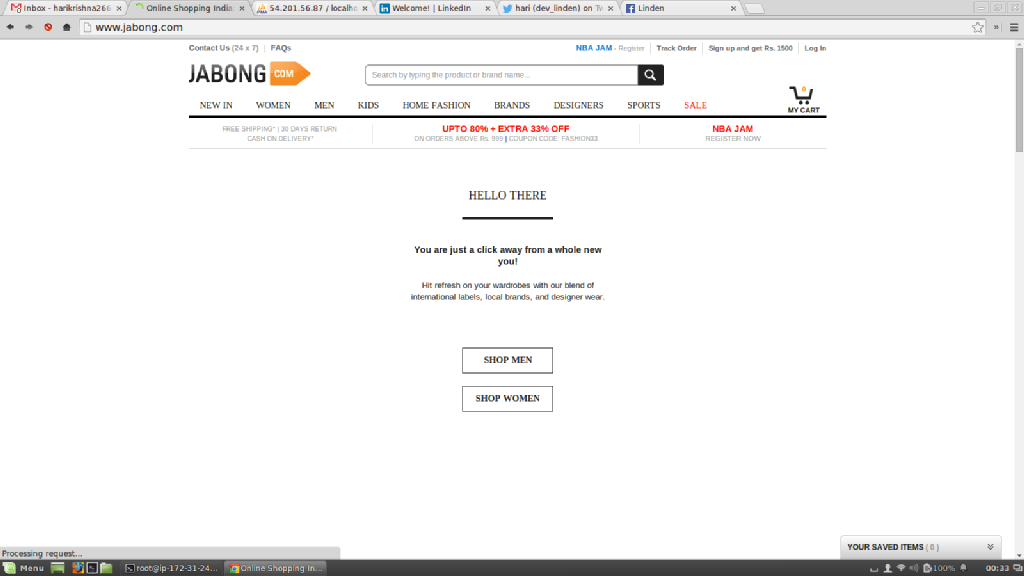 Inbox - harikrishna266
Online Shopping India
54.201.56.87 / localho
Welcome! | LinkedIn
hari (dev_linden) on Tw
Linden
www.jabong.com
Contact Us (24 x 7) | FAQs
NBA JAM - Register | Track Order | Sign up and get Rs. 1500 | Log In
JABONG COM
Search by typing the product or brand name...
0
MY CART
NEW IN WOMEN MEN KIDS HOME FASHION BRANDS DESIGNERS SPORTS SALE
FREE SHIPPING* | 30 DAYS RETURN
CASH ON DELIVERY*
UPTO 80% + EXTRA 33% OFF
ON ORDERS ABOVE Rs. 999 | COUPON CODE: FASHION33
NBA JAM
REGISTER NOW
HELLO THERE
You are just a click away from a whole new
you!
Hit refresh on your wardrobes with our blend of
international labels, local brands, and designer wear.
SHOP MEN
SHOP WOMEN
YOUR SAVED ITEMS ( 0 )
Processing request...
Menu
root@ip-172-31-24...
Online Shopping In...
100%
00:33